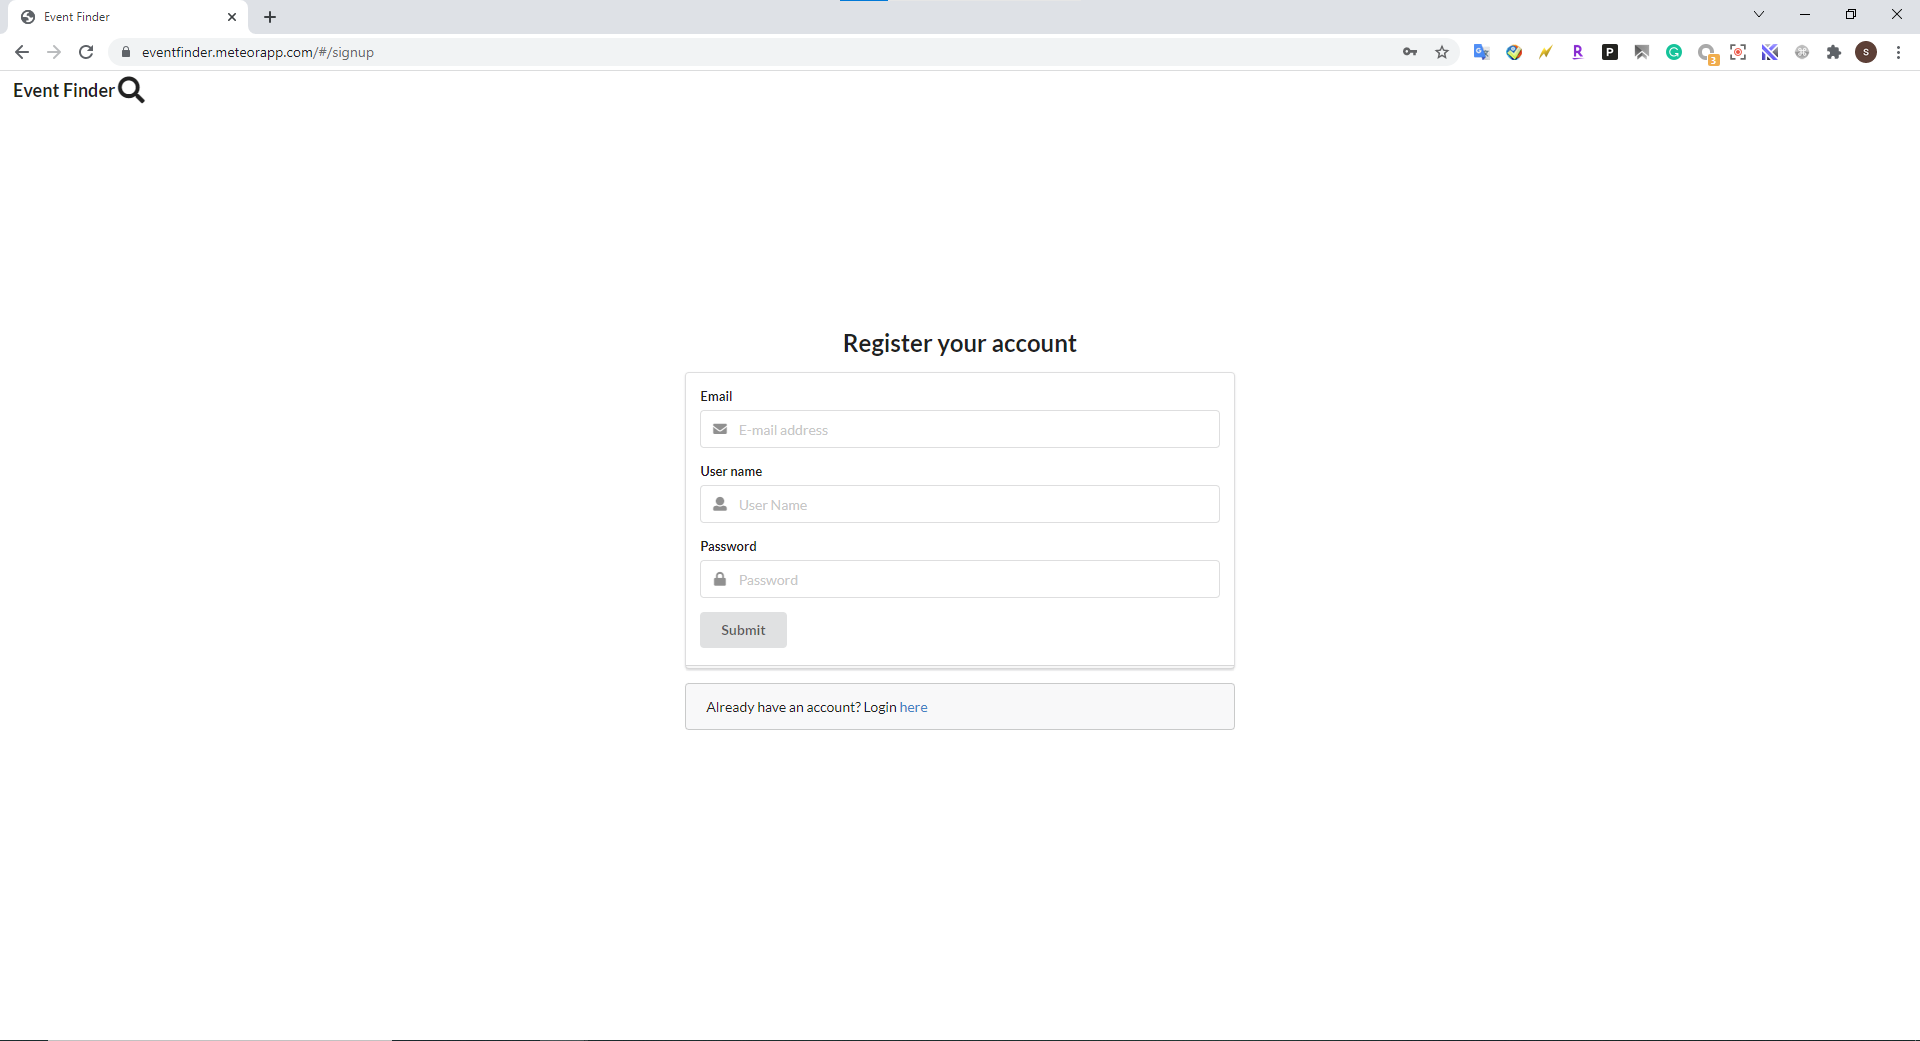 Event Finder
eventfinder.meteorapp.com/#/signup
P
3
S
Event Finder
Register your account
Email
E-mail address
User name
User Name
Password
Password
Submit
Already have an account? Login here